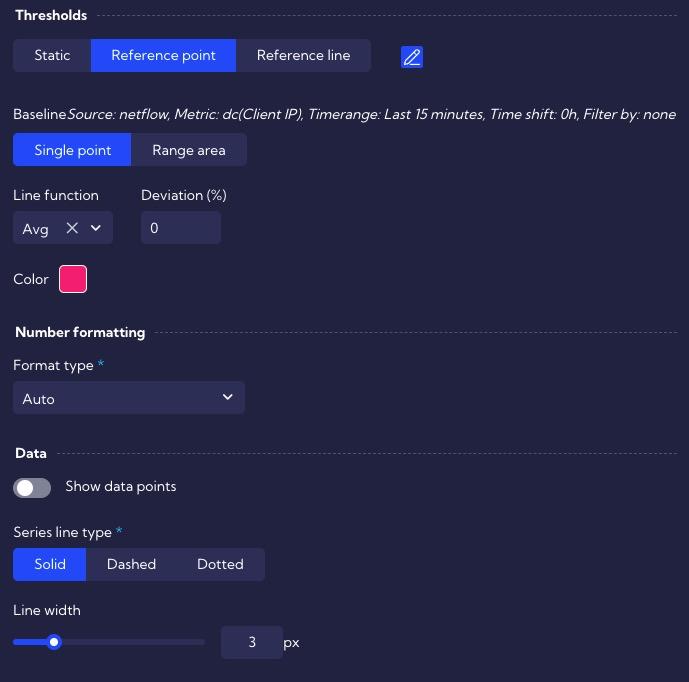 Thresholds
Static Reference point Reference line
BaselineSource: netflow, Metric: dc(Client IP), Timerange: Last 15 minutes, Time shift: 0h, Filter by: none
Single point Range area
Line function Deviation (%)
Avg 0
Color
Number formatting
Format type *
Auto
Data
Show data points
Series line type *
Solid Dashed Dotted
Line width
3 px